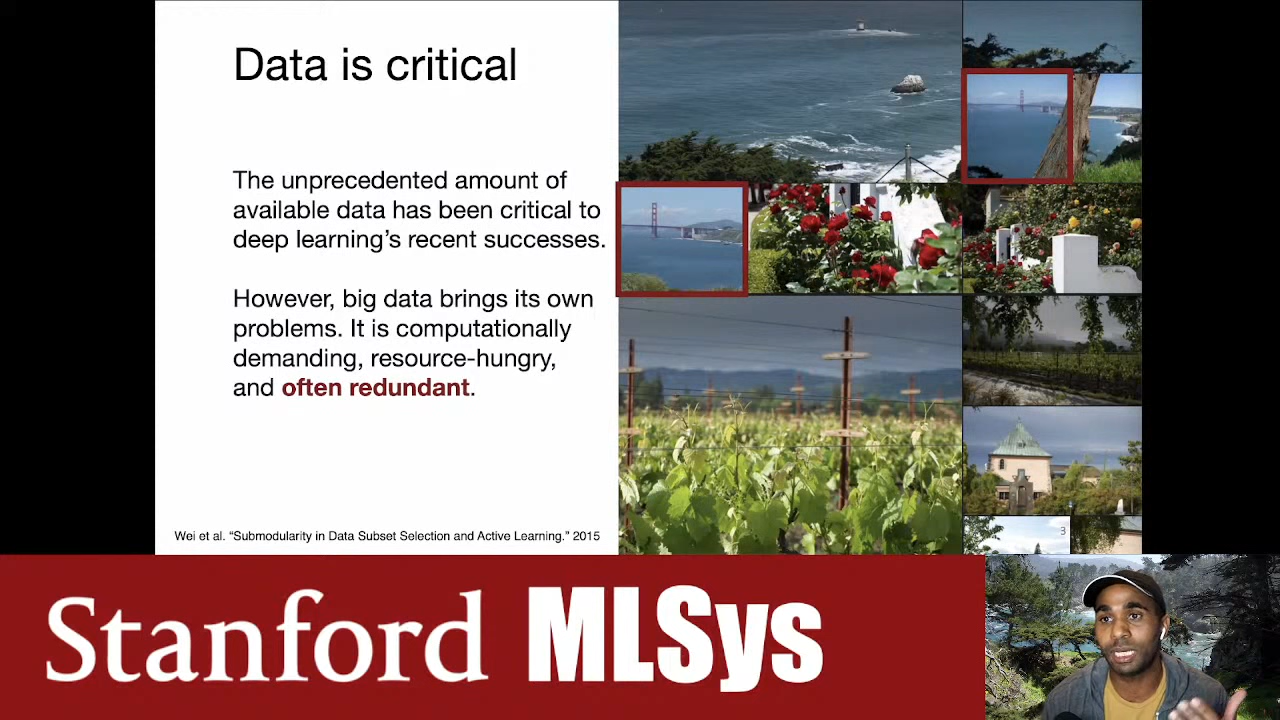 Data is critical
The unprecedented amount of
available data has been critical to
deep learning’s recent successes.
However, big data brings its own
problems. It is computationally
demanding, resource-hungry,
and often redundant.
Wei et al. “Submodularity in Data Subset Selection and Active Learning.” 2015
3
Stanford MLSys